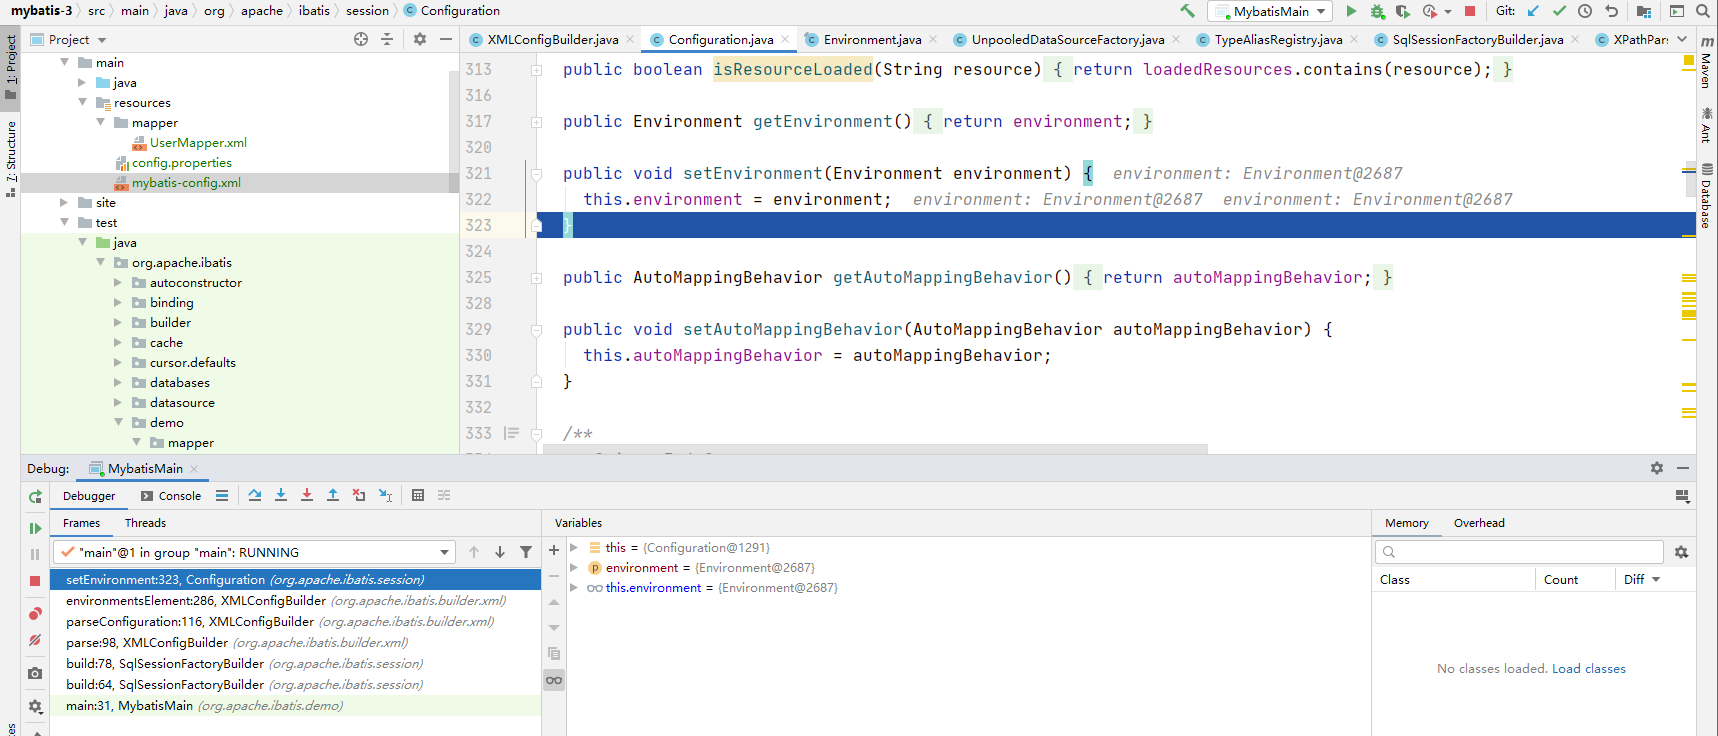 mybatis-3 src main java org apache ibatis session Configuration MybatisMain Git:
Project
XMLConfigBuilder.java Configuration.java Environment.java UnpooledDataSourceFactory.java TypeAliasRegistry.java SqlSessionFactoryBuilder.java XPathPars
1: Project
7: Structure
main
java
resources
mapper
UserMapper.xml
config.properties
mybatis-config.xml
site
test
java
org.apache.ibatis
autoconstructor
binding
builder
cache
cursor.defaults
databases
datasource
demo
mapper
313 public boolean isResourceLoaded(String resource) { return loadedResources.contains(resource); }
316
317 public Environment getEnvironment() { return environment; }
320
321 public void setEnvironment(Environment environment) { environment: Environment@2687
322 this.environment = environment; environment: Environment@2687 environment: Environment@2687
323 }
324
325 public AutoMappingBehavior getAutoMappingBehavior() { return autoMappingBehavior; }
328
329 public void setAutoMappingBehavior(AutoMappingBehavior autoMappingBehavior) {
330 this.autoMappingBehavior = autoMappingBehavior;
331 }
332
333 /**
m Maven
Ant
Database
Debug: MybatisMain
Debugger Console
Frames Threads
"main"@1 in group "main": RUNNING
setEnvironment:323, Configuration (org.apache.ibatis.session)
environmentsElement:286, XMLConfigBuilder (org.apache.ibatis.builder.xml)
parseConfiguration:116, XMLConfigBuilder (org.apache.ibatis.builder.xml)
parse:98, XMLConfigBuilder (org.apache.ibatis.builder.xml)
build:78, SqlSessionFactoryBuilder (org.apache.ibatis.session)
build:64, SqlSessionFactoryBuilder (org.apache.ibatis.session)
main:31, MybatisMain (org.apache.ibatis.demo)
Variables
this = {Configuration@1291}
environment = {Environment@2687}
this.environment = {Environment@2687}
Memory Overhead
Class Count Diff
No classes loaded. Load classes